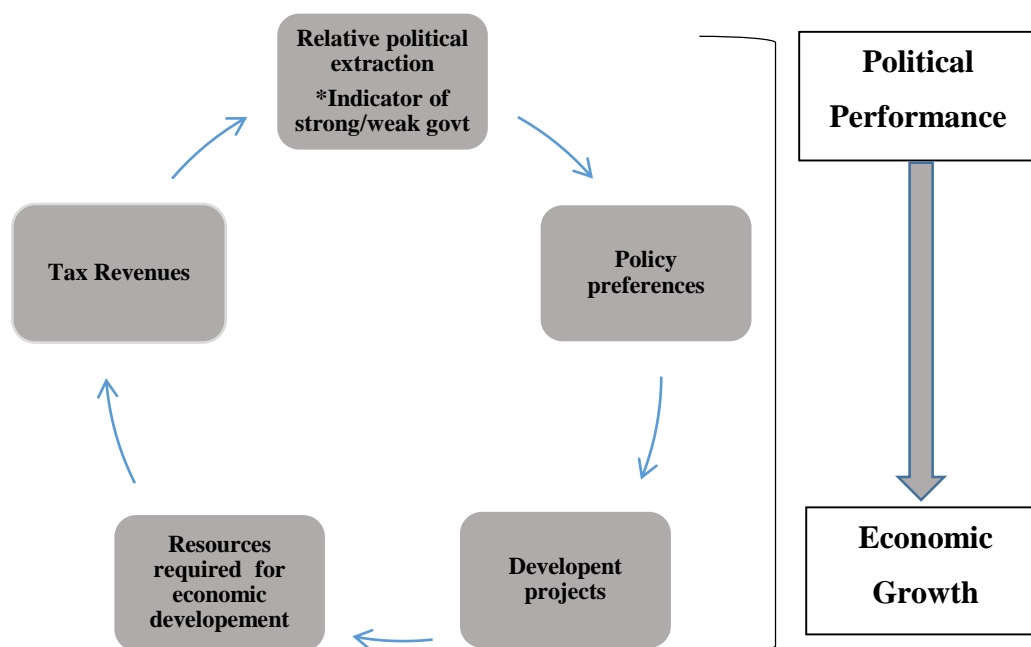 Relative political
extraction
*Indicator of
strong/weak govt
Policy
preferences
Developent
projects
Resources
required for
economic
developement
Tax Revenues
Political
Performance
Economic
Growth